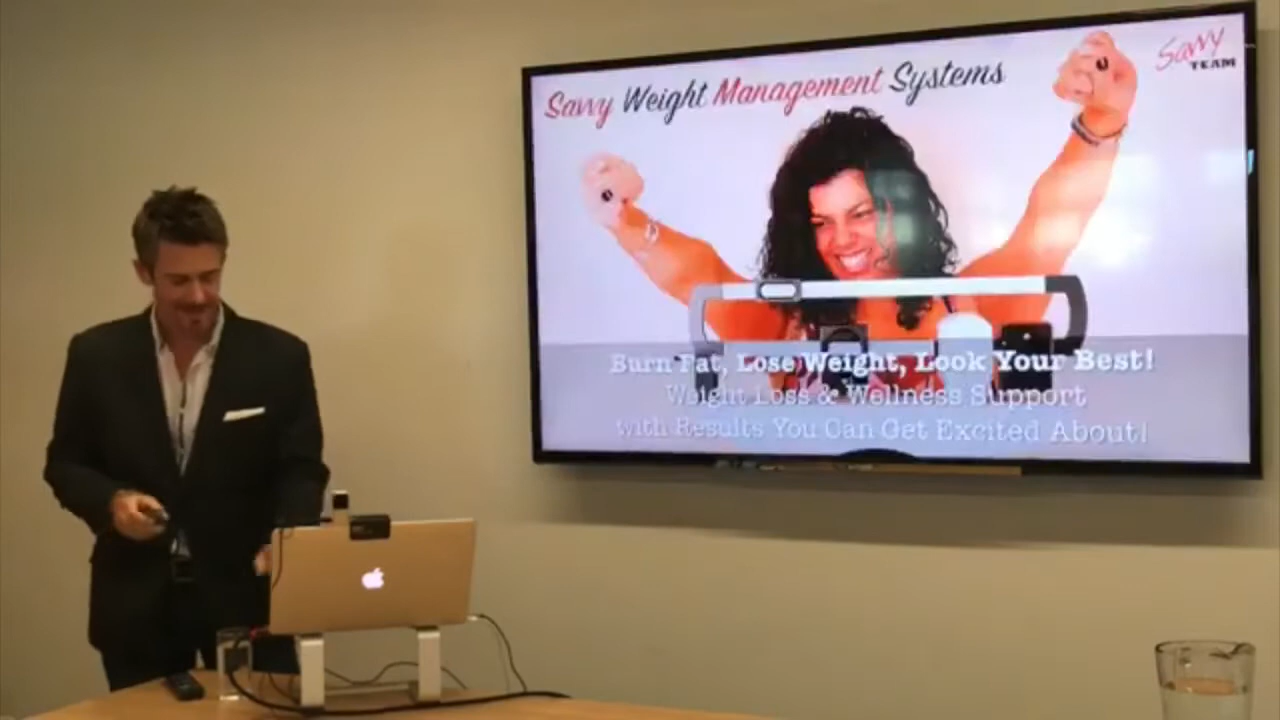 Savvy Weight Management Systems
Savvy
TEAM
Burn Fat, Lose Weight, Look Your Best!
Weight Loss & Wellness Support
with Results You Can Get Excited About!